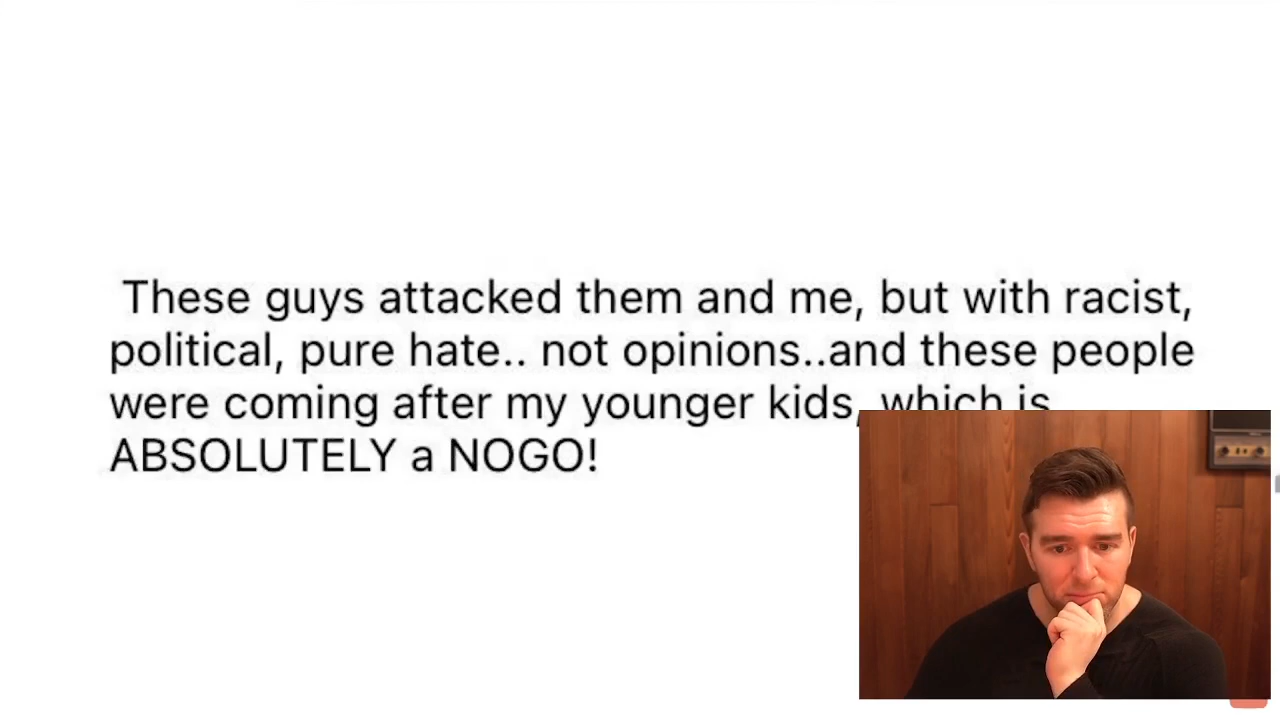 These guys attacked them and me, but with racist,
political, pure hate.. not opinions..and these people
were coming after my younger kids, which is
ABSOLUTELY a NOGO!